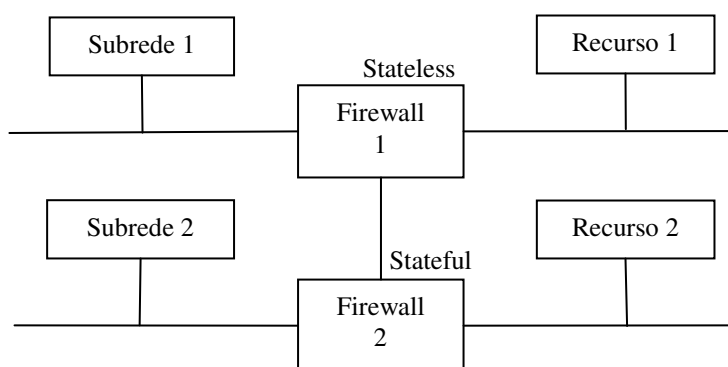 Subrede 1
Recurso 1
Stateless
Firewall
1
Subrede 2
Recurso 2
Stateful
Firewall
2